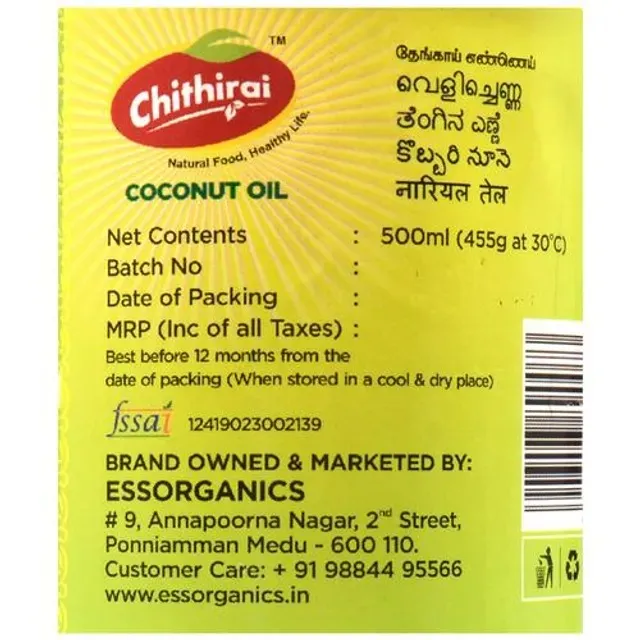 Chithirai
TM
Natural Food, Healthy Life.
COCONUT OIL
தேங்காய் எண்ணெய்
വെളിച്ചെണ്ണ
ತೆಂಗಿನ ಎಣ್ಣೆ
కొబ్బరి నూనె
नारियल तेल
Net Contents : 500ml (455g at 30°C)
Batch No :
Date of Packing :
MRP (Inc of all Taxes) :
Best before 12 months from the
date of packing (When stored in a cool & dry place)
fssai 12419023002139
BRAND OWNED & MARKETED BY:
ESSORGANICS
# 9, Annapoorna Nagar, 2nd Street,
Ponniamman Medu - 600 110.
Customer Care: + 91 98844 95566
www.essorganics.in